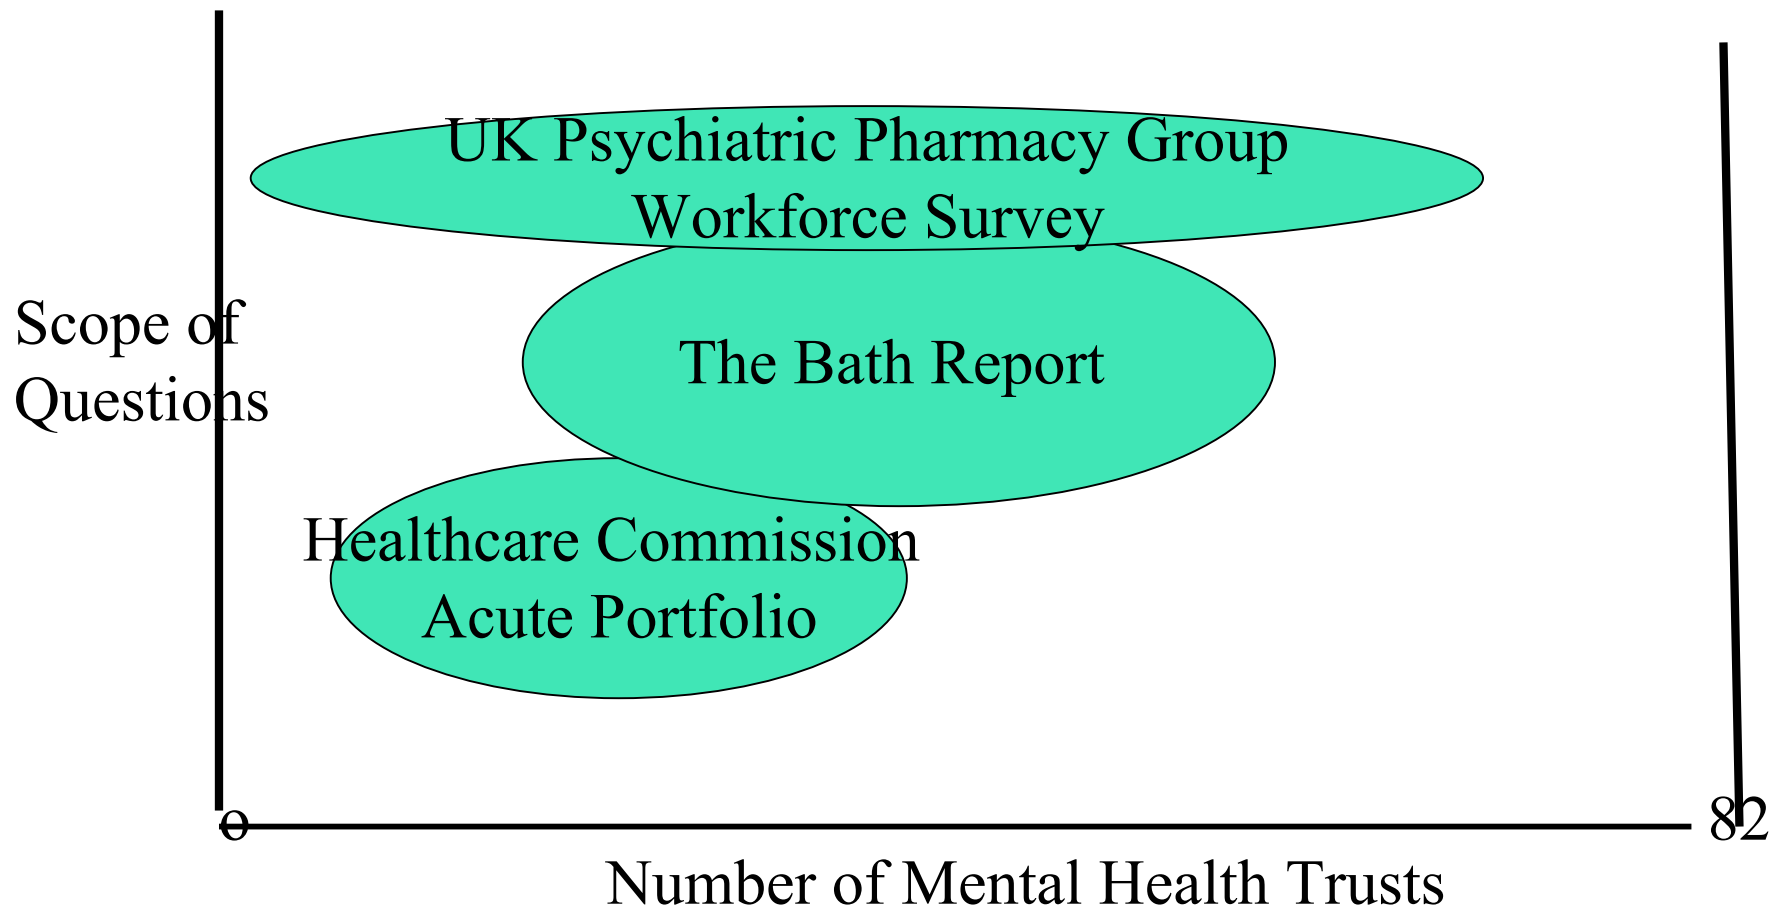 UK Psychiatric Pharmacy Group
Workforce Survey
Scope of
Questions
The Bath Report
Healthcare Commission
Acute Portfolio
0
82
Number of Mental Health Trusts